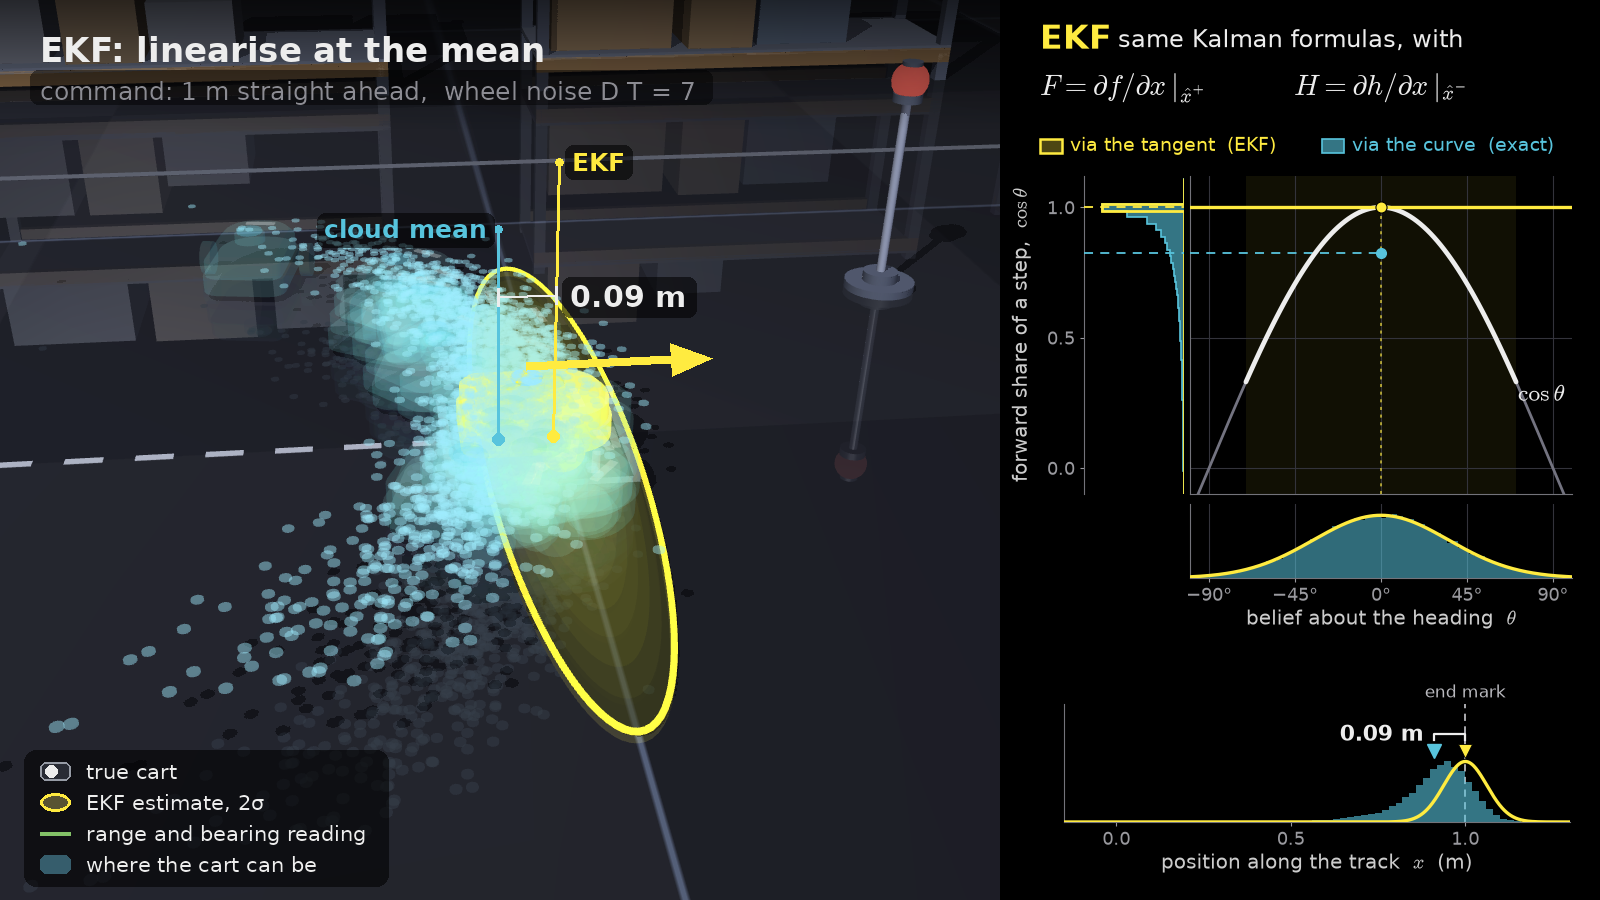 EKF: linearise at the mean
command: 1 m straight ahead, wheel noise D T = 7
EKF
cloud mean
0.09 m
true cart
EKF estimate, 2σ
range and bearing reading
where the cart can be
EKF same Kalman formulas, with
F = ∂f/∂x |x̂⁺ H = ∂h/∂x |x̂⁻
via the tangent (EKF) via the curve (exact)
forward share of a step, cos θ
1.0
0.5
0.0
cos θ
−90° −45° 0° 45° 90°
belief about the heading θ
end mark
0.09 m
0.0 0.5 1.0
position along the track x (m)